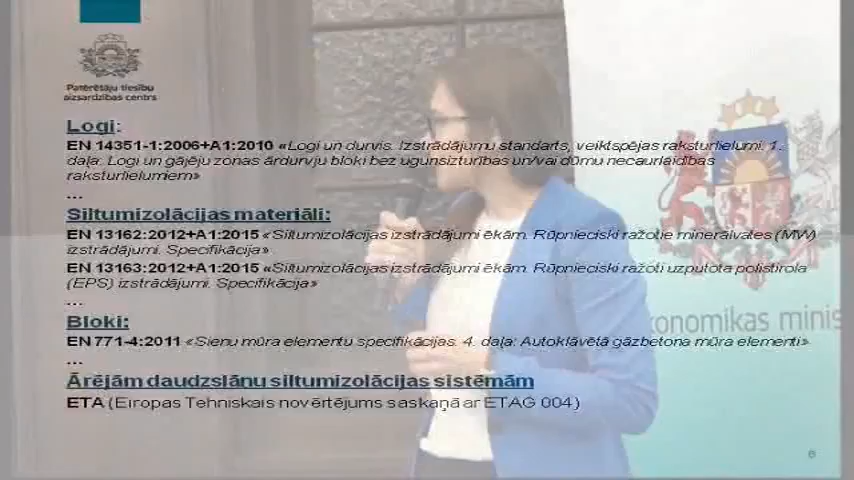 Patērētāju tiesību
aizsardzības centrs
Logi:
EN 14351-1:2006+A1:2010 «Logi un durvis. Izstrādājumu standarts, veiktspējas raksturlielumi. 1.
daļa: Logi un gājēju zonas ārdurvju bloki bez ugunsizturības un/vai dūmu necaurlaidības
raksturlielumiem»
...
Siltumizolācijas materiāli:
EN 13162:2012+A1:2015 «Siltumizolācijas izstrādājumi ēkām. Rūpnieciski ražotie minerālvates (MW)
izstrādājumi. Specifikācija»
EN 13163:2012+A1:2015 «Siltumizolācijas izstrādājumi ēkām. Rūpnieciski ražoti uzputota polistirola
(EPS) izstrādājumi. Specifikācija»
...
Bloki:
EN 771-4:2011 «Sienu mūra elementu specifikācijas. 4. daļa: Autoklāvētā gāzbetona mūra elementi»
...
Ārējām daudzslāņu siltumizolācijas sistēmām
ETA (Eiropas Tehniskais novērtējums saskaņā ar ETAG 004)
konomikas minis
6